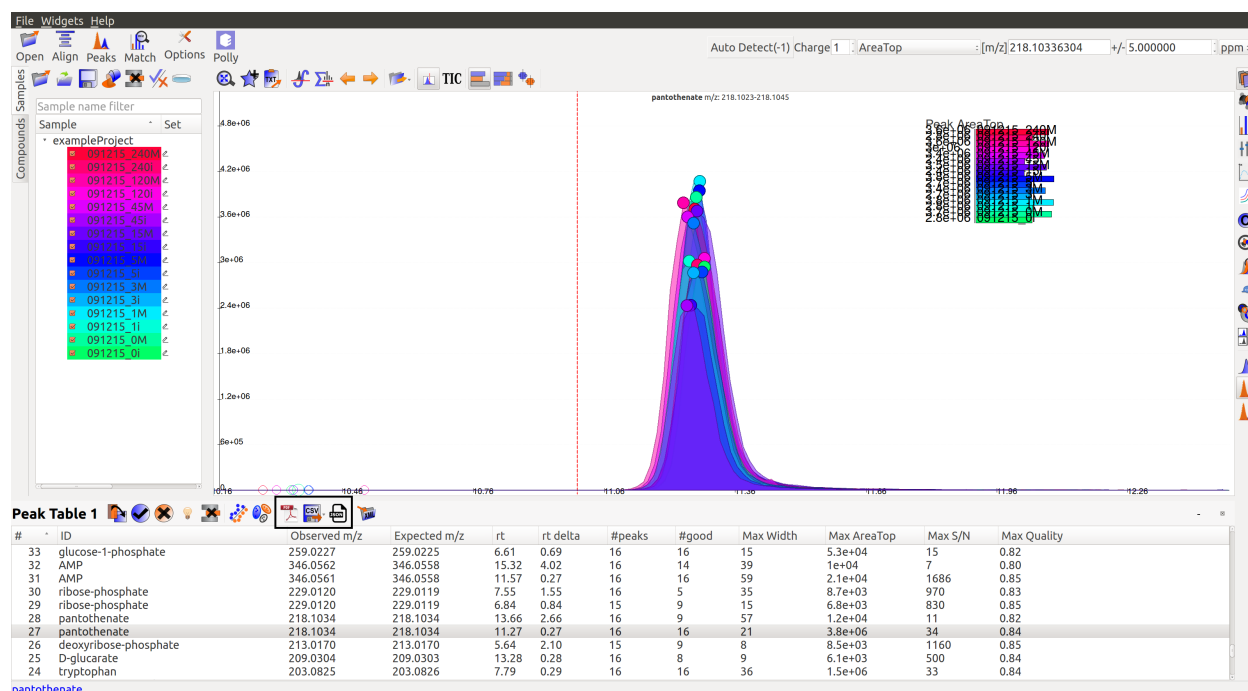 File Widgets Help
Open Align Peaks Match Options Polly
Auto Detect(-1) Charge 1 AreaTop [m/z] 218.10336304 +/- 5.000000 ppm
TXT TIC
Samples
Compounds
Sample name filter
Sample Set
exampleProject
091215_240M
091215_240i
091215_120M
091215_120i
091215_45M
091215_45i
091215_15M
091215_15i
091215_5M
091215_5i
091215_3M
091215_3i
091215_1M
091215_1i
091215_0M
091215_0i
pantothenate m/z: 218.1023-218.1045
4.8e+06
4.2e+06
3.6e+06
3e+06
2.4e+06
1.8e+06
1.2e+06
6e+05
0
10.16 10.46 10.76 11.06 11.36 11.66 11.96 12.26
Peak AreaTop
2.8e+06 091215_0i
Peak Table 1 PDF CSV JSON XML
# ID Observed m/z Expected m/z rt rt delta #peaks #good Max Width Max AreaTop Max S/N Max Quality
33 glucose-1-phosphate 259.0227 259.0225 6.61 0.69 16 16 15 5.3e+04 15 0.82
32 AMP 346.0562 346.0558 15.32 4.02 16 14 39 1e+04 7 0.80
31 AMP 346.0561 346.0558 11.57 0.27 16 16 59 2.1e+04 1686 0.85
30 ribose-phosphate 229.0120 229.0119 7.55 1.55 16 5 35 8.7e+03 970 0.83
29 ribose-phosphate 229.0120 229.0119 6.84 0.84 15 9 15 6.8e+03 830 0.85
28 pantothenate 218.1034 218.1034 13.66 2.66 16 9 57 1.2e+04 11 0.82
27 pantothenate 218.1034 218.1034 11.27 0.27 16 16 21 3.8e+06 34 0.84
26 deoxyribose-phosphate 213.0170 213.0170 5.64 2.10 15 9 8 8.5e+03 1160 0.85
25 D-glucarate 209.0304 209.0303 13.28 0.28 16 8 9 6.1e+03 500 0.84
24 tryptophan 203.0825 203.0826 7.79 0.29 16 16 36 1.5e+06 33 0.84
pantothenate